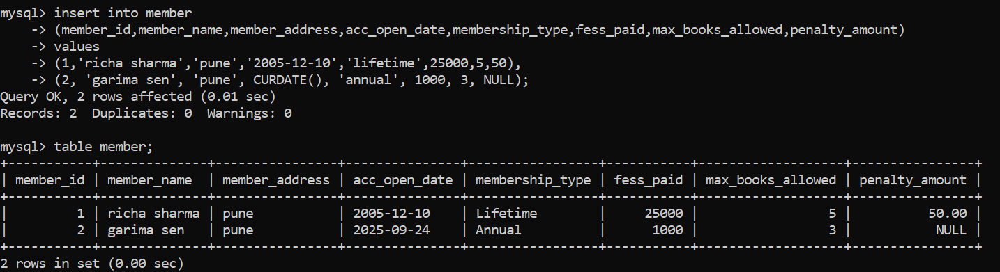 mysql> insert into member
    -> (member_id,member_name,member_address,acc_open_date,membership_type,fess_paid,max_books_allowed,penalty_amount)
    -> values
    -> (1,'richa sharma','pune','2005-12-10','lifetime',25000,5,50),
    -> (2, 'garima sen', 'pune', CURDATE(), 'annual', 1000, 3, NULL);
Query OK, 2 rows affected (0.01 sec)
Records: 2  Duplicates: 0  Warnings: 0

mysql> table member;
+-----------+--------------+----------------+---------------+-----------------+-----------+-------------------+----------------+
| member_id | member_name  | member_address | acc_open_date | membership_type | fess_paid | max_books_allowed | penalty_amount |
+-----------+--------------+----------------+---------------+-----------------+-----------+-------------------+----------------+
|         1 | richa sharma | pune           | 2005-12-10    | Lifetime        |     25000 |                 5 |          50.00 |
|         2 | garima sen   | pune           | 2025-09-24    | Annual          |      1000 |                 3 |           NULL |
+-----------+--------------+----------------+---------------+-----------------+-----------+-------------------+----------------+
2 rows in set (0.00 sec)